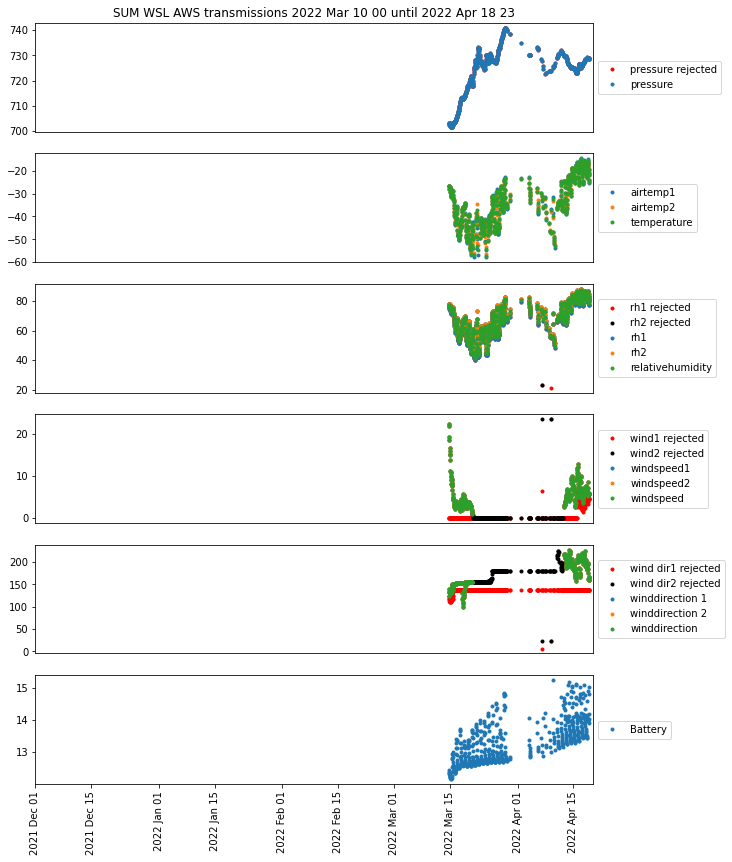 SUM WSL AWS transmissions 2022 Mar 10 00 until 2022 Apr 18 23
740
730
720
710
700
pressure rejected
pressure
−20
−30
−40
−50
−60
airtemp1
airtemp2
temperature
80
60
40
20
rh1 rejected
rh2 rejected
rh1
rh2
relativehumidity
20
10
0
wind1 rejected
wind2 rejected
windspeed1
windspeed2
windspeed
200
150
100
50
0
wind dir1 rejected
wind dir2 rejected
winddirection 1
winddirection 2
winddirection
15
14
13
Battery
2021 Dec 01
2021 Dec 15
2022 Jan 01
2022 Jan 15
2022 Feb 01
2022 Feb 15
2022 Mar 01
2022 Mar 15
2022 Apr 01
2022 Apr 15